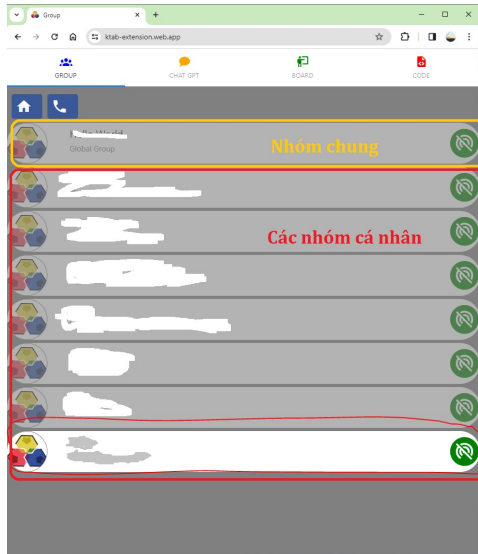 Group
ktab-extension.web.app
GROUP
CHAT GPT
BOARD
CODE
Global Group
Nhóm chung
Các nhóm cá nhân